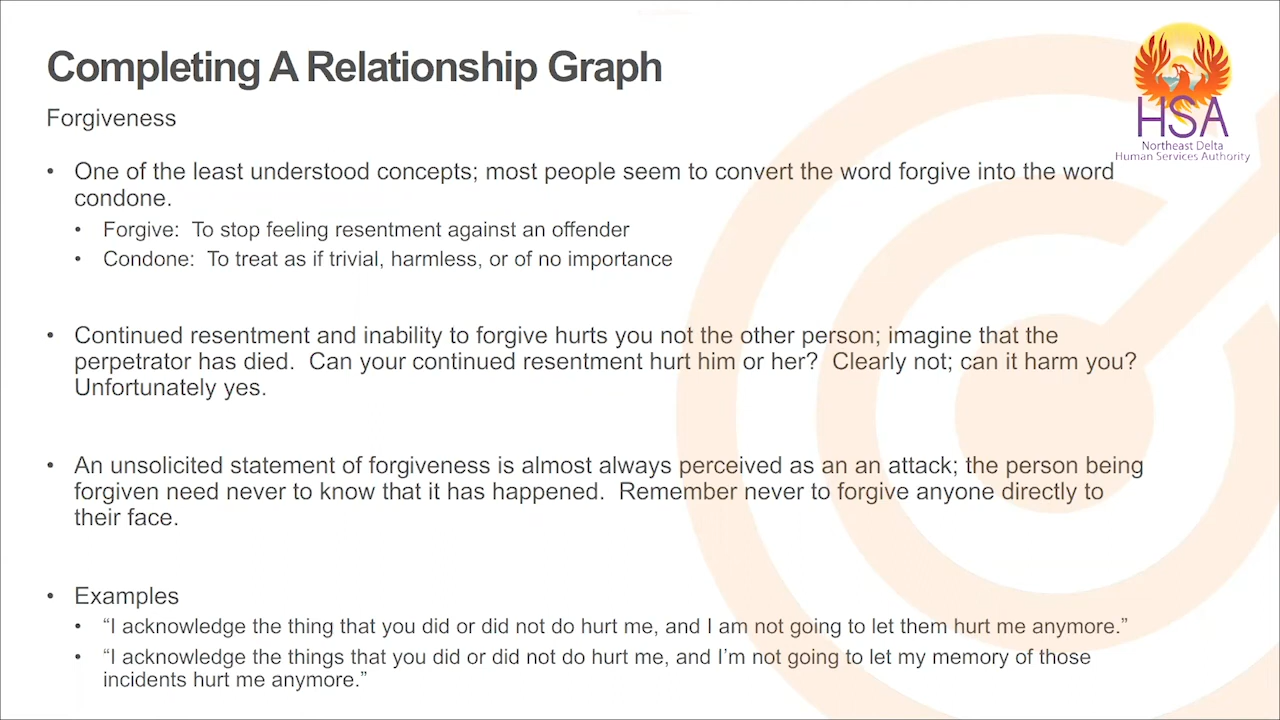 Completing A Relationship Graph
HSA
Northeast Delta
Human Services Authority
Forgiveness
• One of the least understood concepts; most people seem to convert the word forgive into the word
condone.
• Forgive:  To stop feeling resentment against an offender
• Condone:  To treat as if trivial, harmless, or of no importance
• Continued resentment and inability to forgive hurts you not the other person; imagine that the
perpetrator has died.  Can your continued resentment hurt him or her?  Clearly not; can it harm you?
Unfortunately yes.
• An unsolicited statement of forgiveness is almost always perceived as an an attack; the person being
forgiven need never to know that it has happened.  Remember never to forgive anyone directly to
their face.
• Examples
• “I acknowledge the thing that you did or did not do hurt me, and I am not going to let them hurt me anymore.”
• “I acknowledge the things that you did or did not do hurt me, and I’m not going to let my memory of those
incidents hurt me anymore.”